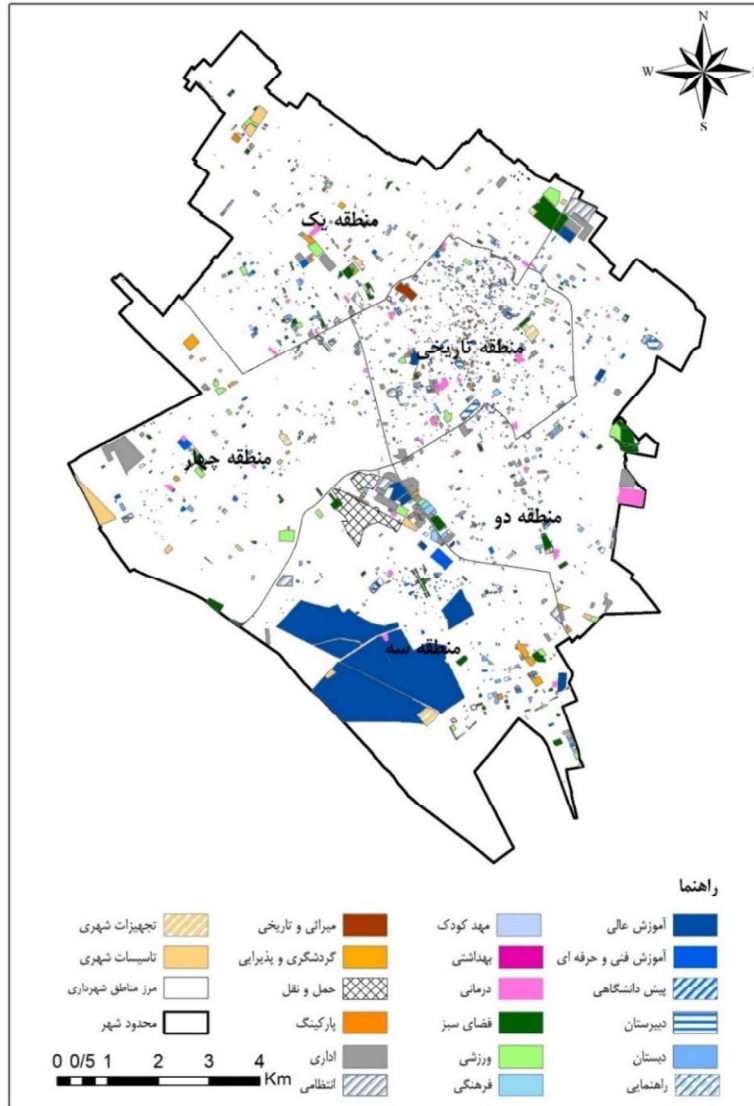 N
W
S
منطقه یک
منطقه تاریخی
منطقه چهار
منطقه دو
منطقه سه
راهنما
آموزش عالی
آموزش فنی و حرفه ای
پیش دانشگاهی
دبیرستان
دبستان
راهنمایی
مهد کودک
بهداشتی
درمانی
فضای سبز
ورزشی
فرهنگی
میراثی و تاریخی
گردشگری و پذیرایی
حمل و نقل
پارکینگ
اداری
انتظامی
تجهیزات شهری
تاسیسات شهری
مرز مناطق شهرداری
محدود شهر
0 0/5 1 2 3 4
Km